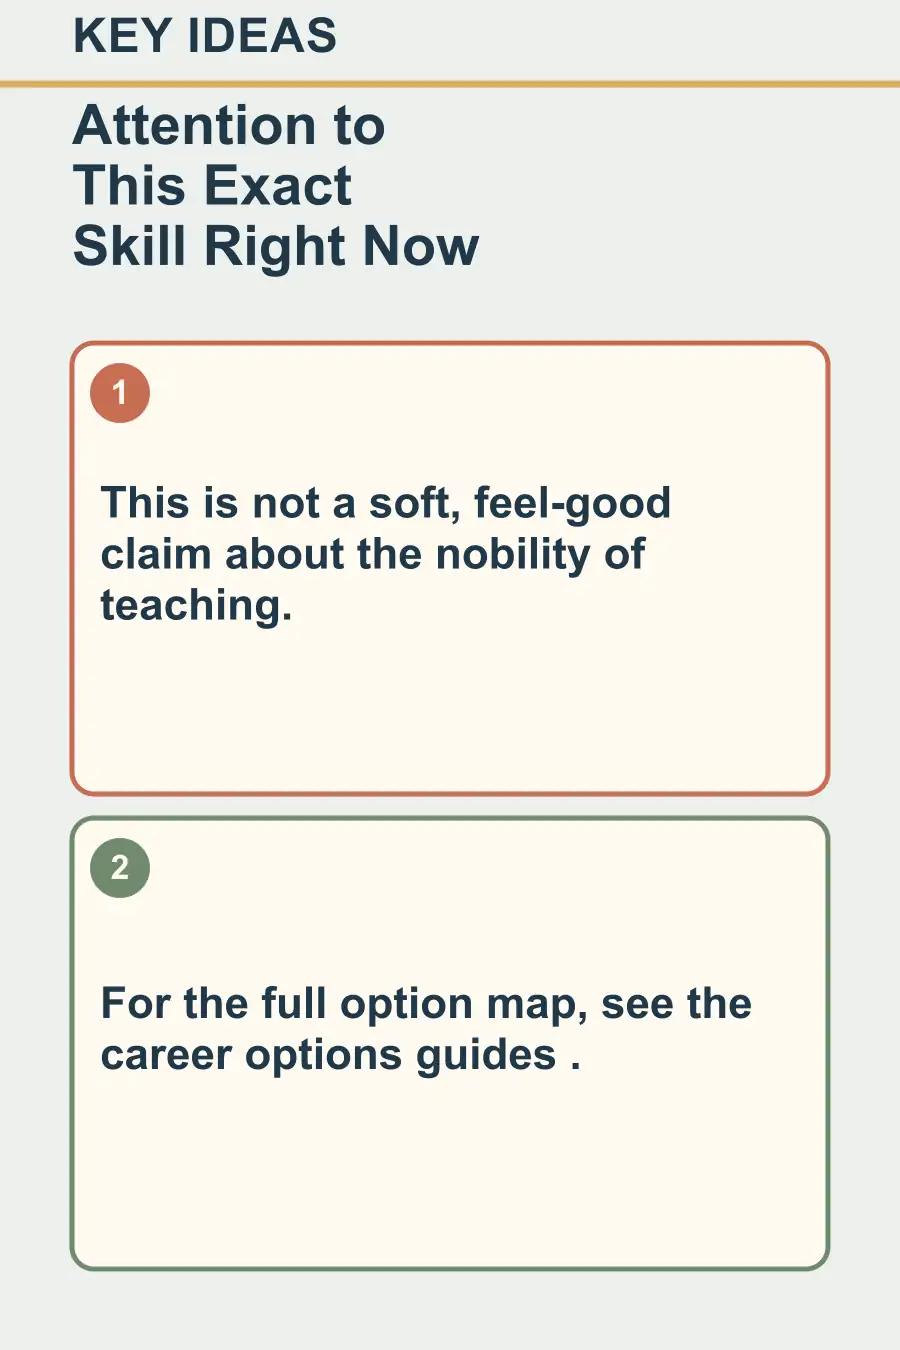 KEY IDEAS
Attention to
This Exact
Skill Right Now
1
This is not a soft, feel-good
claim about the nobility of
teaching.
2
For the full option map, see the
career options guides .